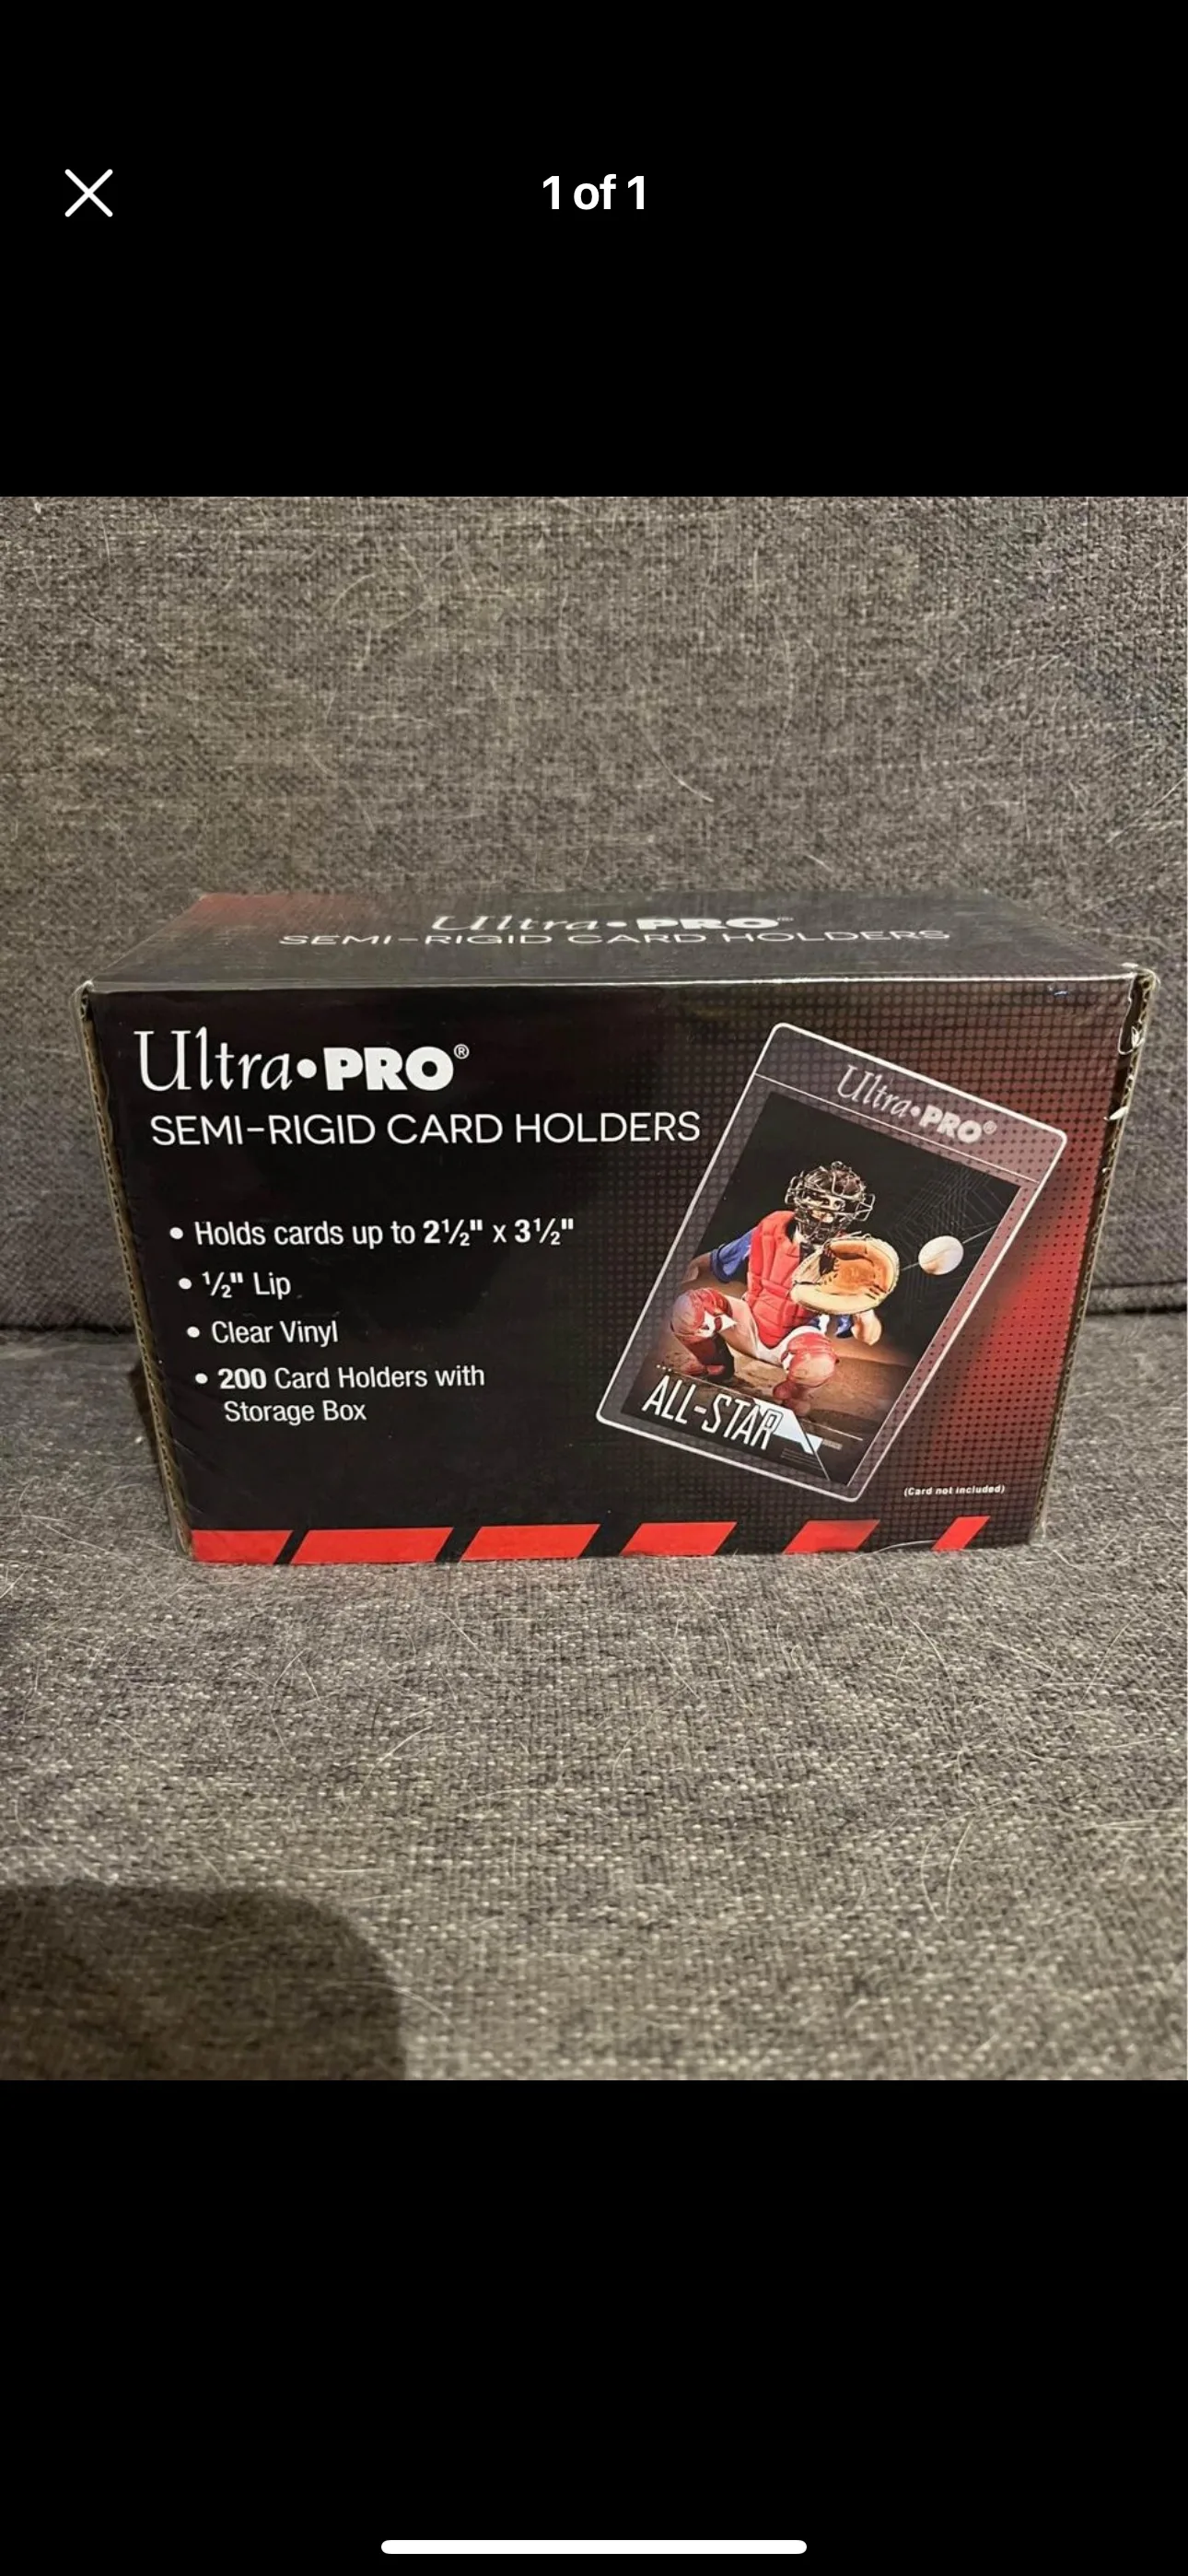 1 of 1
Ultra•PRO™
SEMI-RIGID CARD HOLDERS
Ultra•PRO®
SEMI-RIGID CARD HOLDERS
• Holds cards up to 2½" x 3½"
• ½" Lip
• Clear Vinyl
• 200 Card Holders with
Storage Box
Ultra•PRO®
ALL-STAR
(Card not included)